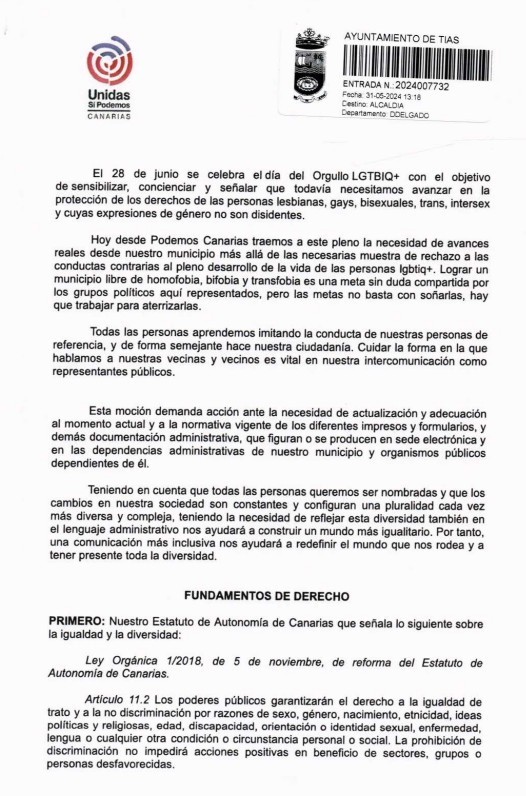 Unidas
Sí Podemos
CANARIAS
AYUNTAMIENTO DE TIAS
ENTRADA N.:2024007732
Fecha: 31-05-2024 13:18
Destino: ALCALDIA
Departamento: DDELGADO
El 28 de junio se celebra el día del Orgullo LGTBIQ+ con el objetivo
de sensibilizar, concienciar y señalar que todavía necesitamos avanzar en la
protección de los derechos de las personas lesbianas, gays, bisexuales, trans, intersex
y cuyas expresiones de género no son disidentes.
Hoy desde Podemos Canarias traemos a este pleno la necesidad de avances
reales desde nuestro municipio más allá de las necesarias muestra de rechazo a las
conductas contrarias al pleno desarrollo de la vida de las personas lgbtiq+. Lograr un
municipio libre de homofobia, bifobia y transfobia es una meta sin duda compartida por
los grupos políticos aquí representados, pero las metas no basta con soñarlas, hay
que trabajar para aterrizarlas.
Todas las personas aprendemos imitando la conducta de nuestras personas de
referencia, y de forma semejante hace nuestra ciudadanía. Cuidar la forma en la que
hablamos a nuestras vecinas y vecinos es vital en nuestra intercomunicación como
representantes públicos.
Esta moción demanda acción ante la necesidad de actualización y adecuación
al momento actual y a la normativa vigente de los diferentes impresos y formularios, y
demás documentación administrativa, que figuran o se producen en sede electrónica y
en las dependencias administrativas de nuestro municipio y organismos públicos
dependientes de él.
Teniendo en cuenta que todas las personas queremos ser nombradas y que los
cambios en nuestra sociedad son constantes y configuran una pluralidad cada vez
más diversa y compleja, teniendo la necesidad de reflejar esta diversidad también en
el lenguaje administrativo nos ayudará a construir un mundo más igualitario. Por tanto,
una comunicación más inclusiva nos ayudará a redefinir el mundo que nos rodea y a
tener presente toda la diversidad.
FUNDAMENTOS DE DERECHO
PRIMERO: Nuestro Estatuto de Autonomía de Canarias que señala lo siguiente sobre
la igualdad y la diversidad:
Ley Orgánica 1/2018, de 5 de noviembre, de reforma del Estatuto de
Autonomía de Canarias.
Artículo 11.2 Los poderes públicos garantizarán el derecho a la igualdad de
trato y a la no discriminación por razones de sexo, género, nacimiento, etnicidad, ideas
políticas y religiosas, edad, discapacidad, orientación o identidad sexual, enfermedad,
lengua o cualquier otra condición o circunstancia personal o social. La prohibición de
discriminación no impedirá acciones positivas en beneficio de sectores, grupos o
personas desfavorecidas.